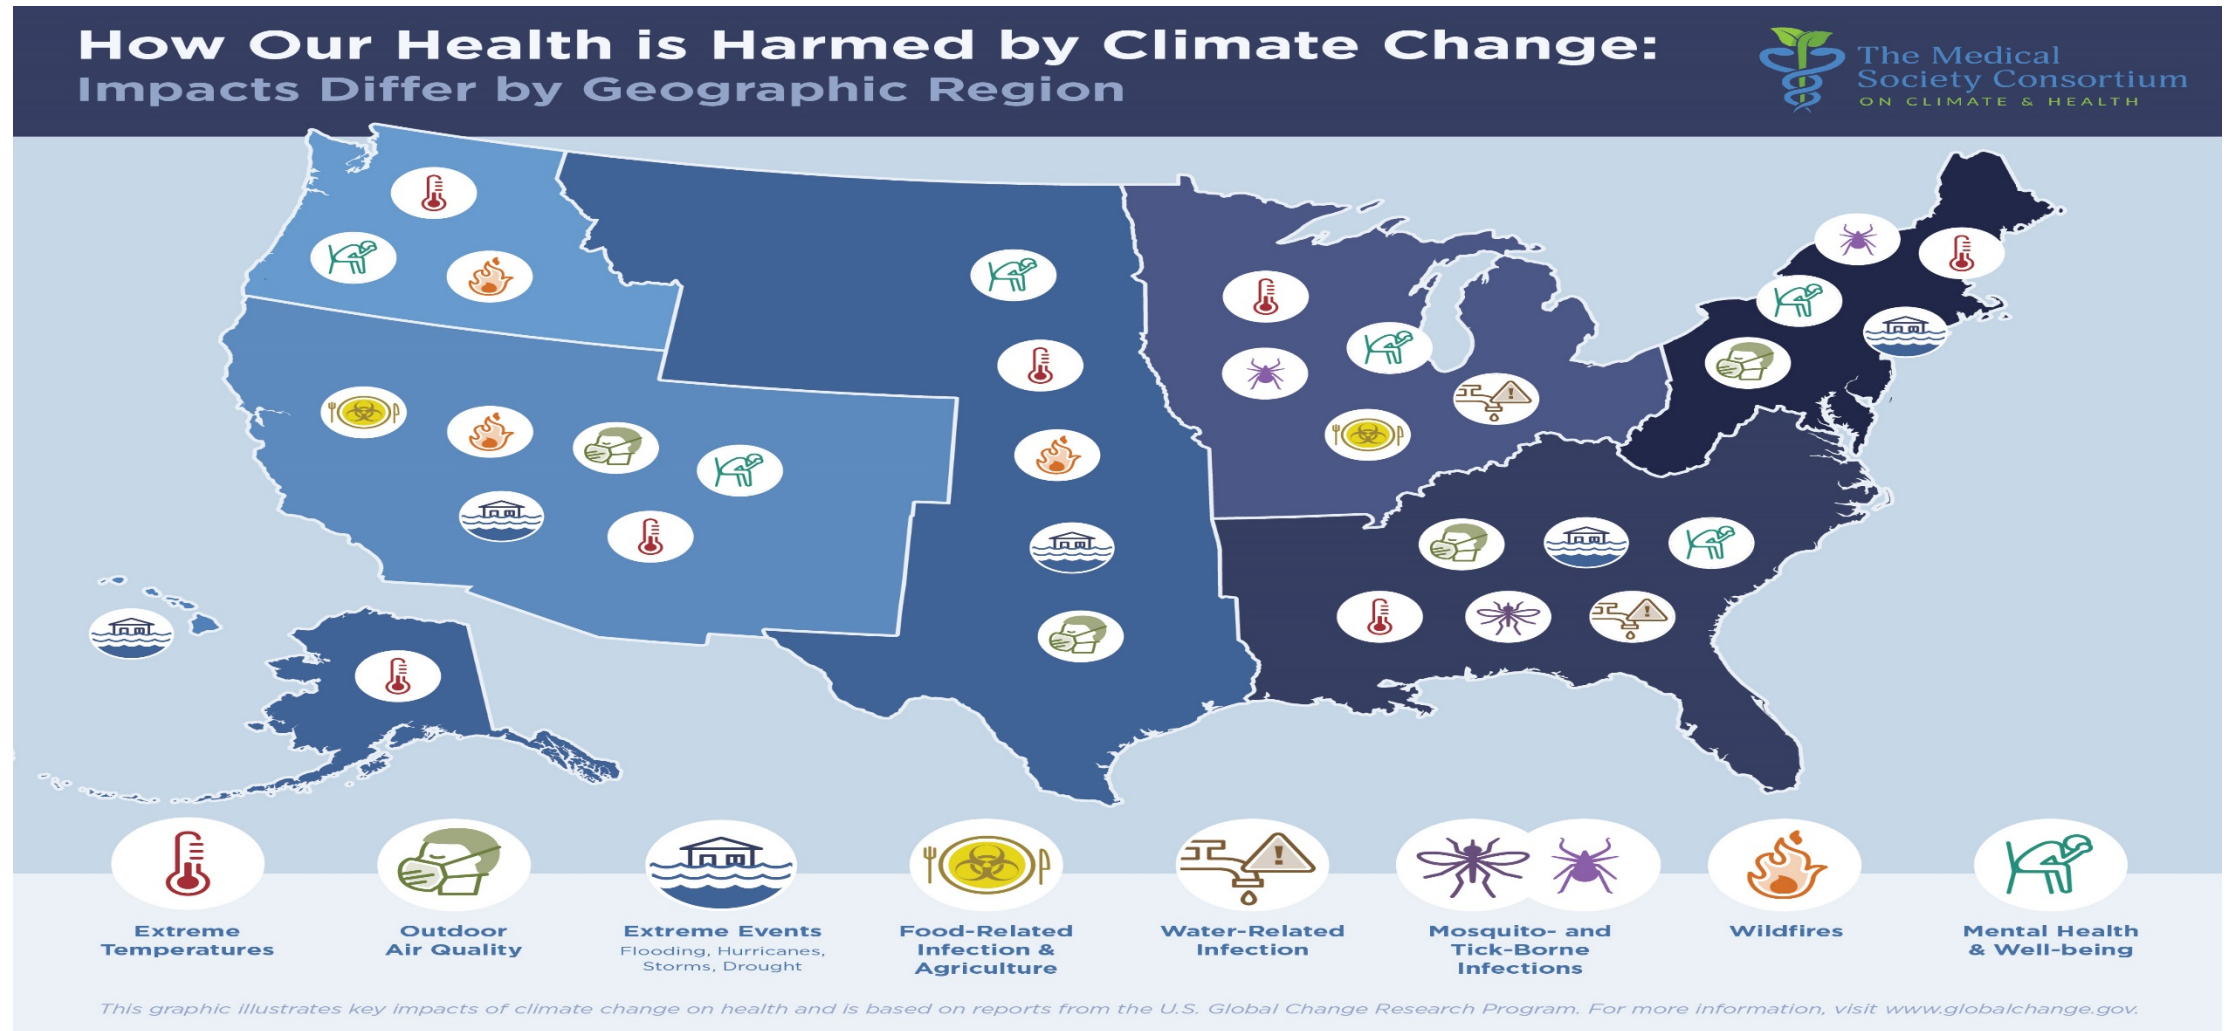 How Our Health is Harmed by Climate Change:
Impacts Differ by Geographic Region
The Medical
Society Consortium
ON CLIMATE & HEALTH
Extreme
Temperatures
Outdoor
Air Quality
Extreme Events
Flooding, Hurricanes,
Storms, Drought
Food-Related
Infection &
Agriculture
Water-Related
Infection
Mosquito- and
Tick-Borne
Infections
Wildfires
Mental Health
& Well-being
This graphic illustrates key impacts of climate change on health and is based on reports from the U.S. Global Change Research Program. For more information, visit www.globalchange.gov.